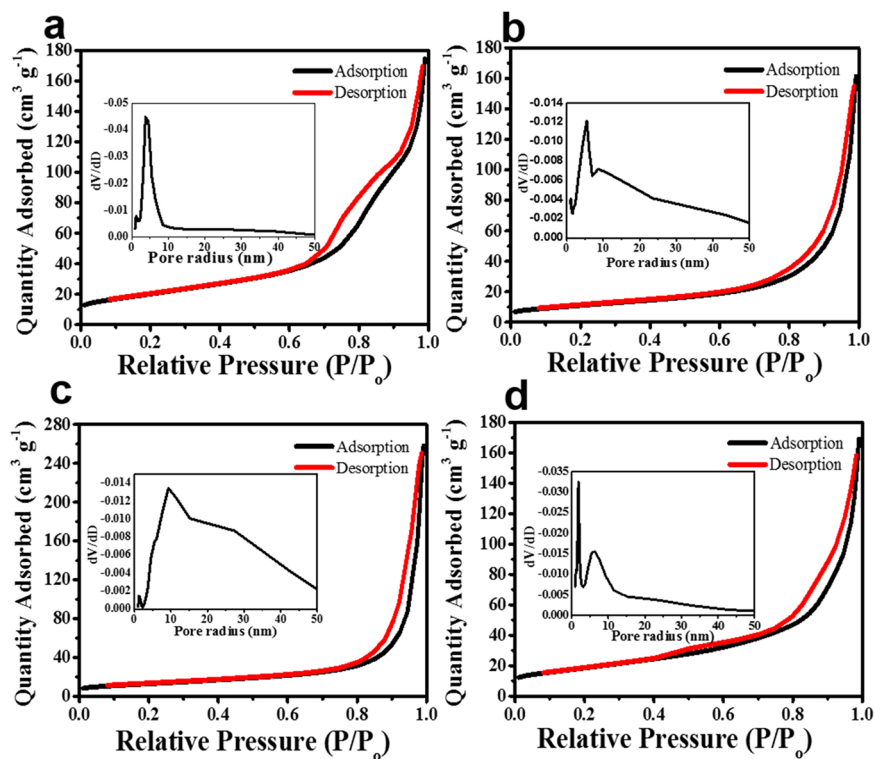 a
Quantity Adsorbed (cm³ g⁻¹)
180
160
140
120
100
80
60
40
20
0
Adsorption
Desorption
dV/dD
-0.05
-0.04
-0.03
-0.02
-0.01
0.00
0 10 20 30 40 50
Pore radius (nm)
0.0 0.2 0.4 0.6 0.8 1.0
Relative Pressure (P/Pₒ)
b
Quantity Adsorbed (cm³ g⁻¹)
180
160
140
120
100
80
60
40
20
0
Adsorption
Desorption
dV/dD
-0.014
-0.012
-0.010
-0.008
-0.006
-0.004
-0.002
0.000
0 10 20 30 40 50
Pore radius (nm)
0.0 0.2 0.4 0.6 0.8 1.0
Relative Pressure (P/Pₒ)
c
Quantity Adsorbed (cm³ g⁻¹)
280
240
200
160
120
80
40
0
Adsorption
Desorption
dV/dD
-0.014
-0.010
-0.008
-0.006
-0.004
-0.002
0.000
0 10 20 30 40 50
Pore radius (nm)
0.0 0.2 0.4 0.6 0.8 1.0
Relative Pressure (P/Pₒ)
d
Quantity Adsorbed (cm³ g⁻¹)
180
160
140
120
100
80
60
40
20
0
Adsorption
Desorption
dV/dD
-0.035
-0.030
-0.025
-0.020
-0.015
-0.010
-0.005
0.000
0 10 20 30 40 50
Pore radius (nm)
0.0 0.2 0.4 0.6 0.8 1.0
Relative Pressure (P/Pₒ)